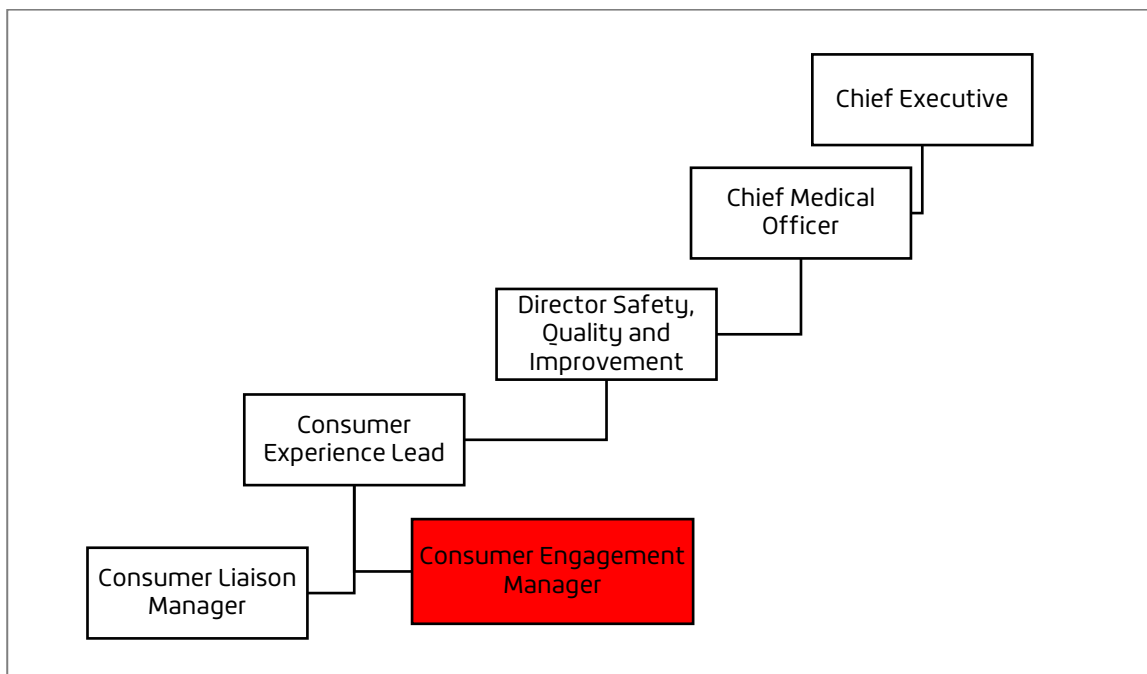 Chief Executive
Chief Medical
Officer
Director Safety,
Quality and
Improvement
Consumer
Experience Lead
Consumer Engagement
Manager
Consumer Liaison
Manager